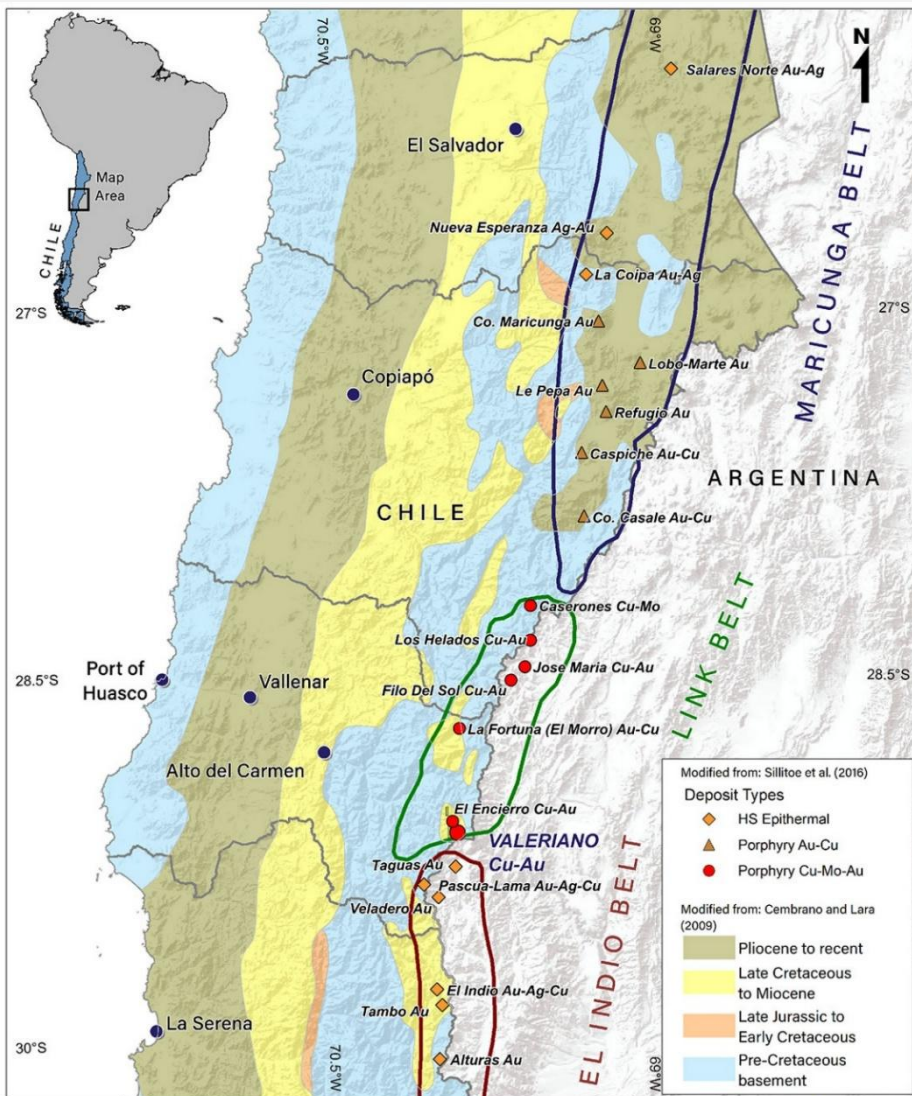 70.5°W
69°W
N
Salares Norte Au-Ag
El Salvador
Map
Area
CHILE
MARICUNGA BELT
Nueva Esperanza Ag-Au
La Coipa Au-Ag
27°S
27°S
Co. Maricunga Au
Lobo-Marte Au
Copiapó
Le Pepa Au
Refugio Au
Caspiche Au-Cu
ARGENTINA
CHILE
Co. Casale Au-Cu
LINK BELT
Caserones Cu-Mo
Los Helados Cu-Au
Jose Maria Cu-Au
28.5°S
Port of
Huasco
Vallenar
Filo Del Sol Cu-Au
28.5°S
La Fortuna (El Morro) Au-Cu
Alto del Carmen
El Encierro Cu-Au
VALERIANO
Cu-Au
Taguas Au
Pascua-Lama Au-Ag-Cu
Veladero Au
EL INDIO BELT
El Indio Au-Ag-Cu
Tambo Au
La Serena
30°S
Alturas Au
70.5°W
69°W
Modified from: Sillitoe et al. (2016)
Deposit Types
HS Epithermal
Porphyry Au-Cu
Porphyry Cu-Mo-Au
Modified from: Cembrano and Lara
(2009)
Pliocene to recent
Late Cretaceous
to Miocene
Late Jurassic to
Early Cretaceous
Pre-Cretaceous
basement